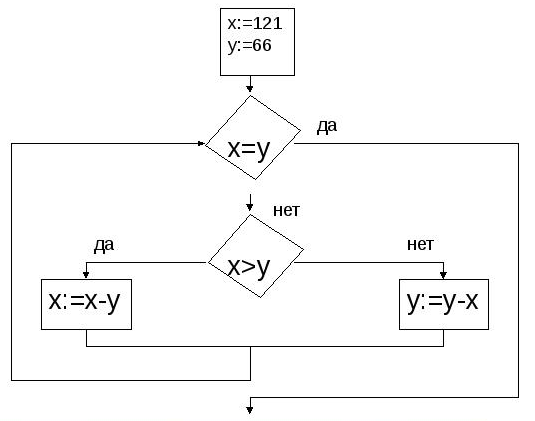 x:=121
y:=66
да
x=y
нет
да
нет
x>y
x:=x-y
y:=y-x